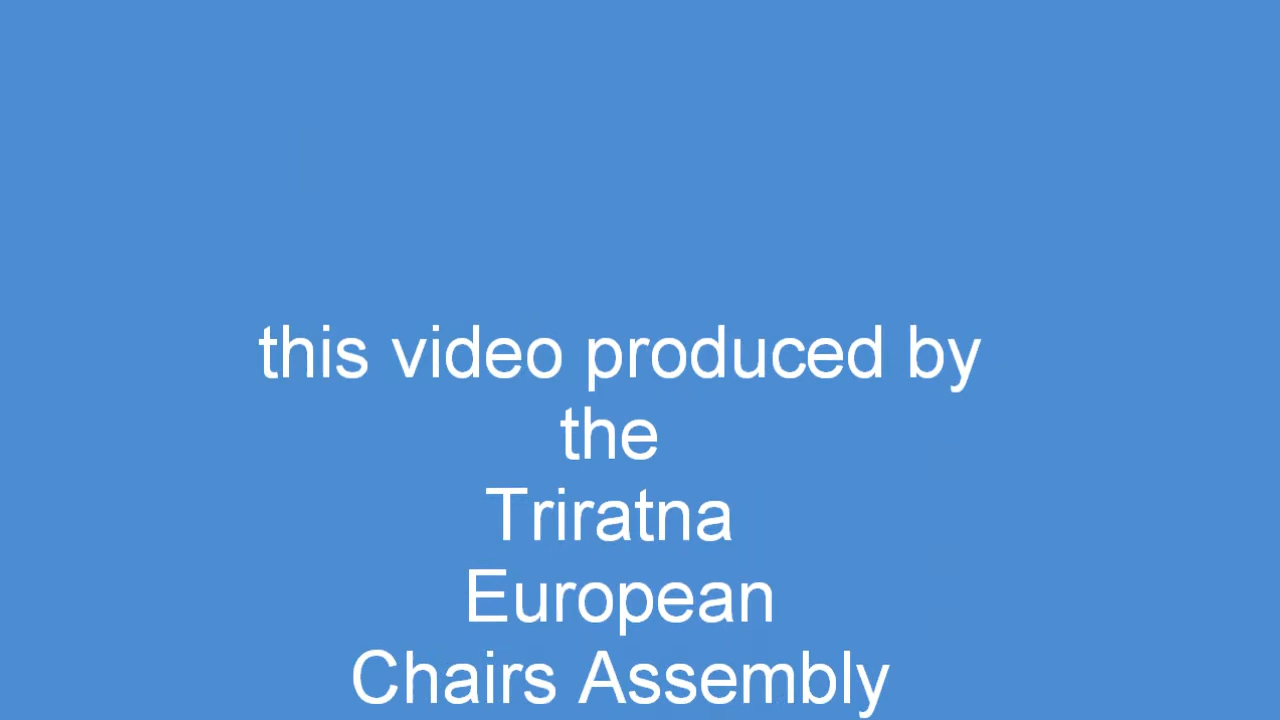 this video produced by
the
Triratna
European
Chairs Assembly